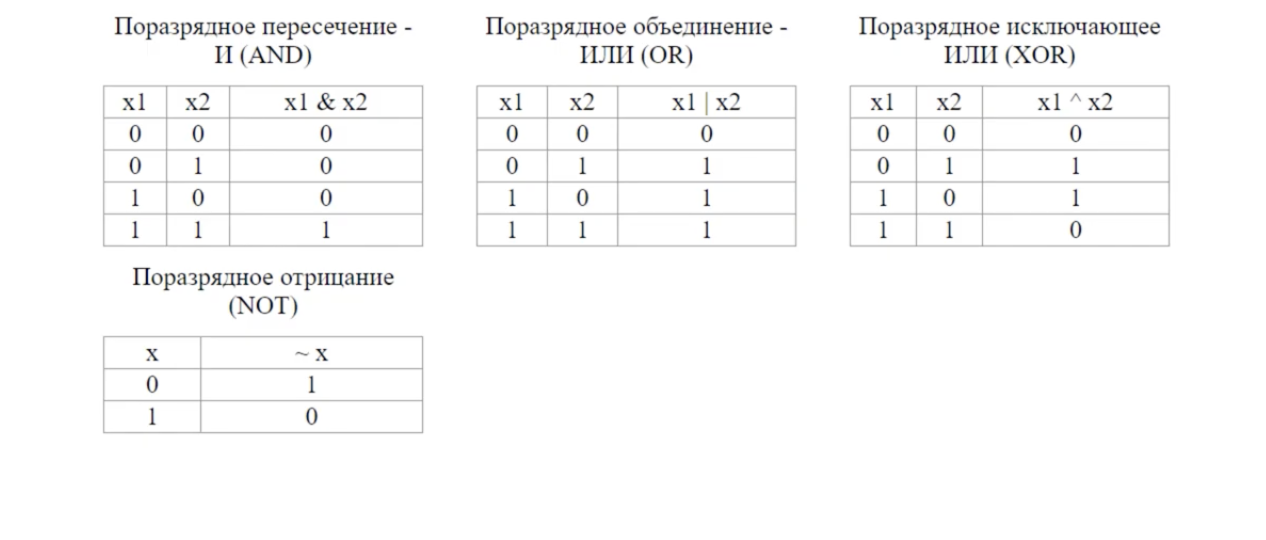 Поразрядное пересечение -
И (AND)
x1 x2 x1 & x2
0 0 0
0 1 0
1 0 0
1 1 1
Поразрядное объединение -
ИЛИ (OR)
x1 x2 x1 | x2
0 0 0
0 1 1
1 0 1
1 1 1
Поразрядное исключающее
ИЛИ (XOR)
x1 x2 x1 ^ x2
0 0 0
0 1 1
1 0 1
1 1 0
Поразрядное отрицание
(NOT)
x ~ x
0 1
1 0